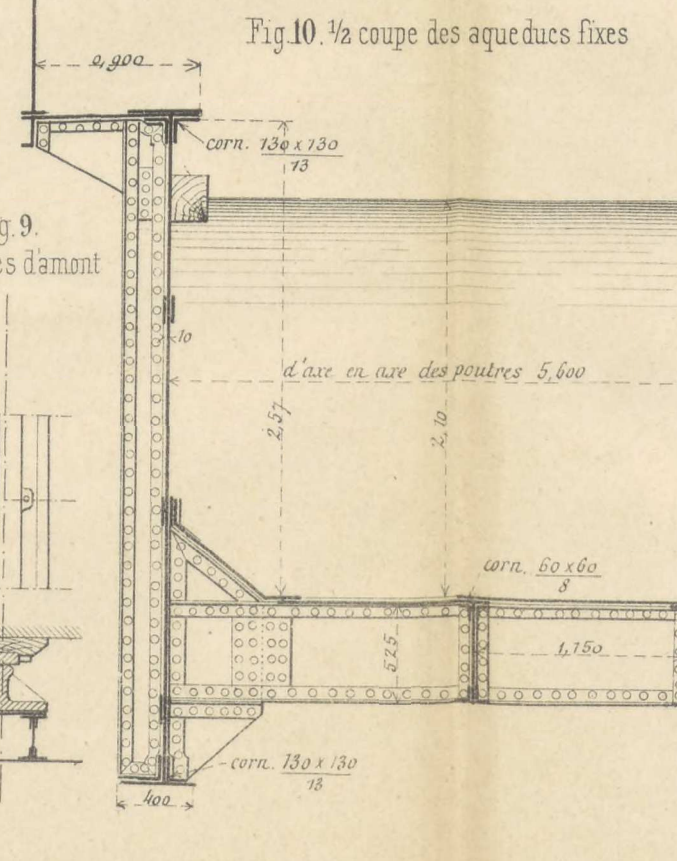 Fig.10. 1/2 coupe des aqueducs fixes
0,900
corn. 130 x 130
13
g.9.
es d'amont
10
d'axe en axe des poutres 5,600
2,57
2,10
corn. 60 x 60
8
525
1,750
corn. 130 x 130
13
400